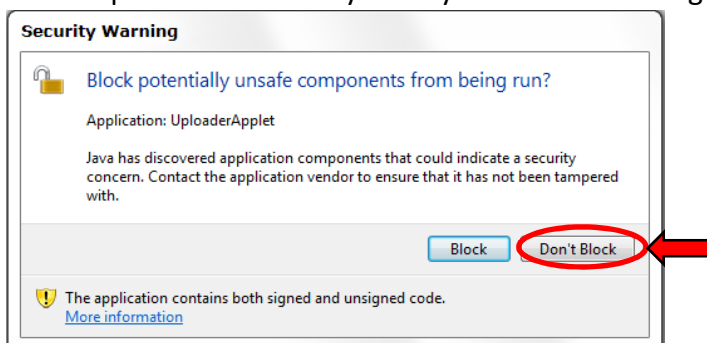 Security Warning
Block potentially unsafe components from being run?
Application: UploaderApplet
Java has discovered application components that could indicate a security
concern. Contact the application vendor to ensure that it has not been tampered
with.
Block Don't Block
The application contains both signed and unsigned code.
More information